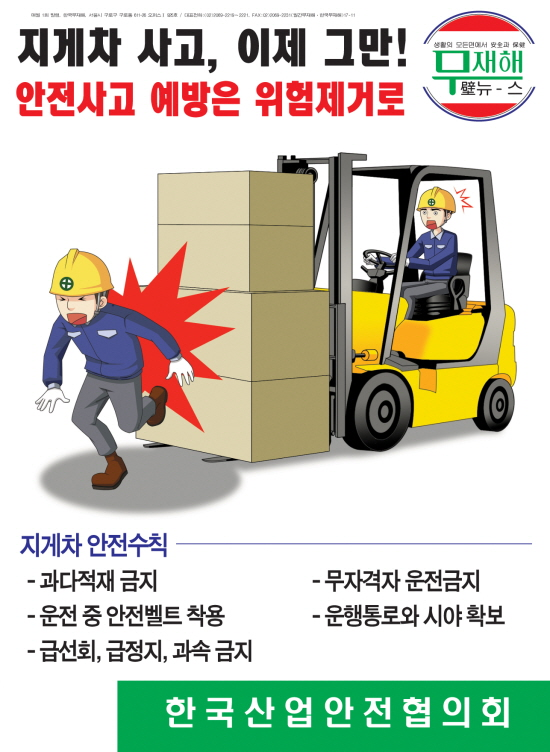 지게차 사고, 이제 그만!
안전사고 예방은 위험제거로
생활의 모든면에서 安全과 保健
무재해
壁뉴-스
지게차 안전수칙
- 과다적재 금지
- 운전 중 안전벨트 착용
- 급선회, 급정지, 과속 금지
- 무자격자 운전금지
- 운행통로와 시야 확보
한국산업안전협의회